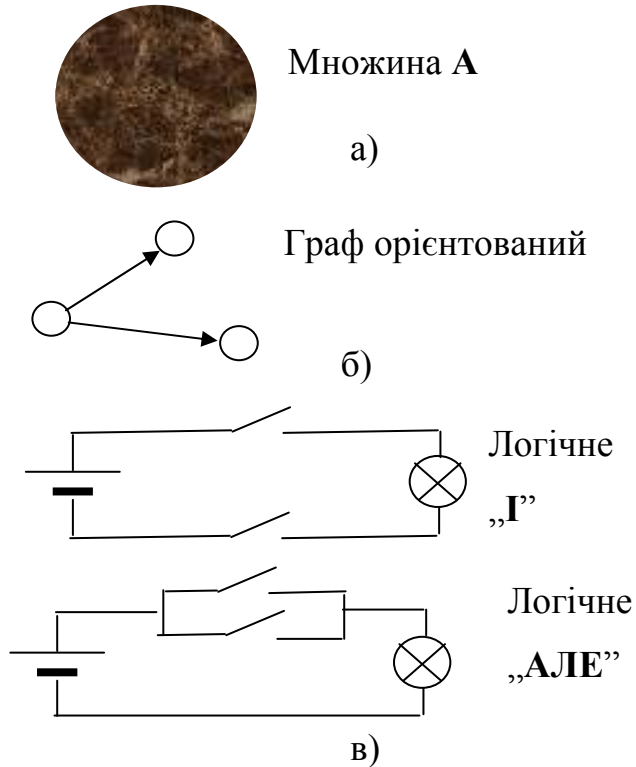 Множина А
а)
Граф орієнтований
б)
Логічне
„І”
Логічне
„АЛЕ”
в)